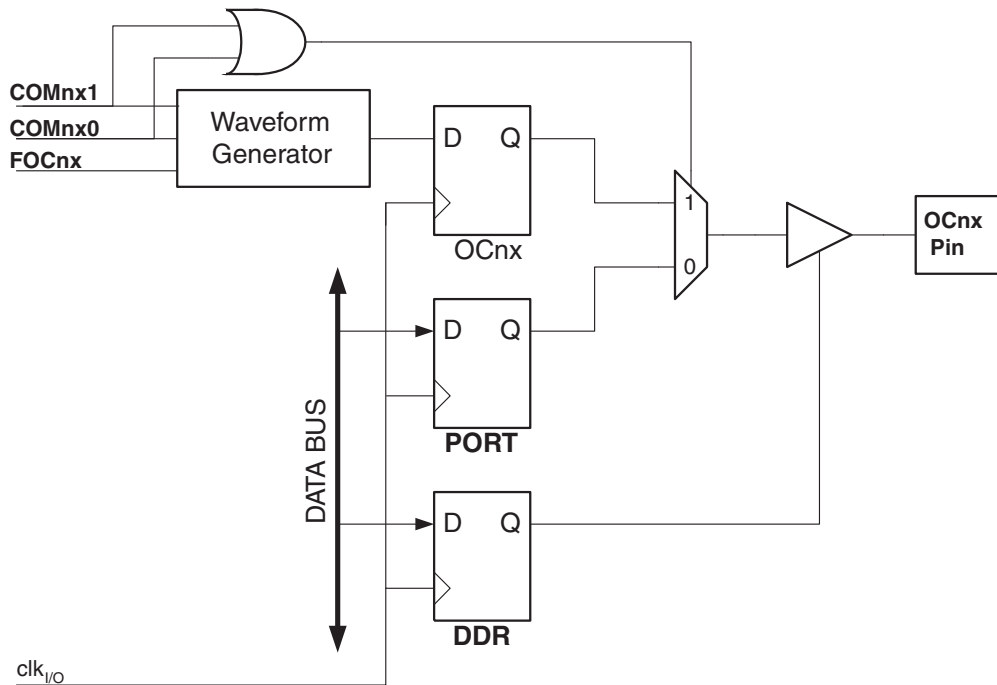 COMnx1
COMnx0
FOCnx
Waveform
Generator
D Q
OCnx
1
0
OCnx
Pin
D Q
PORT
DATA BUS
D Q
DDR
clkI/O